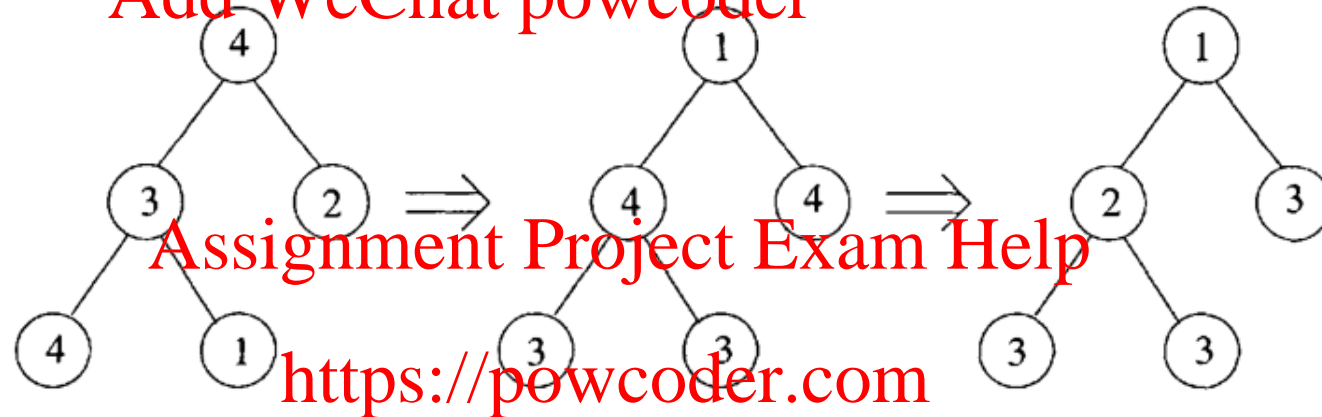 Add WeChat powcoder
4 1 1
3 2 4 4 2 3
Assignment Project Exam Help
4 1 3 3 3 3
https://powcoder.com